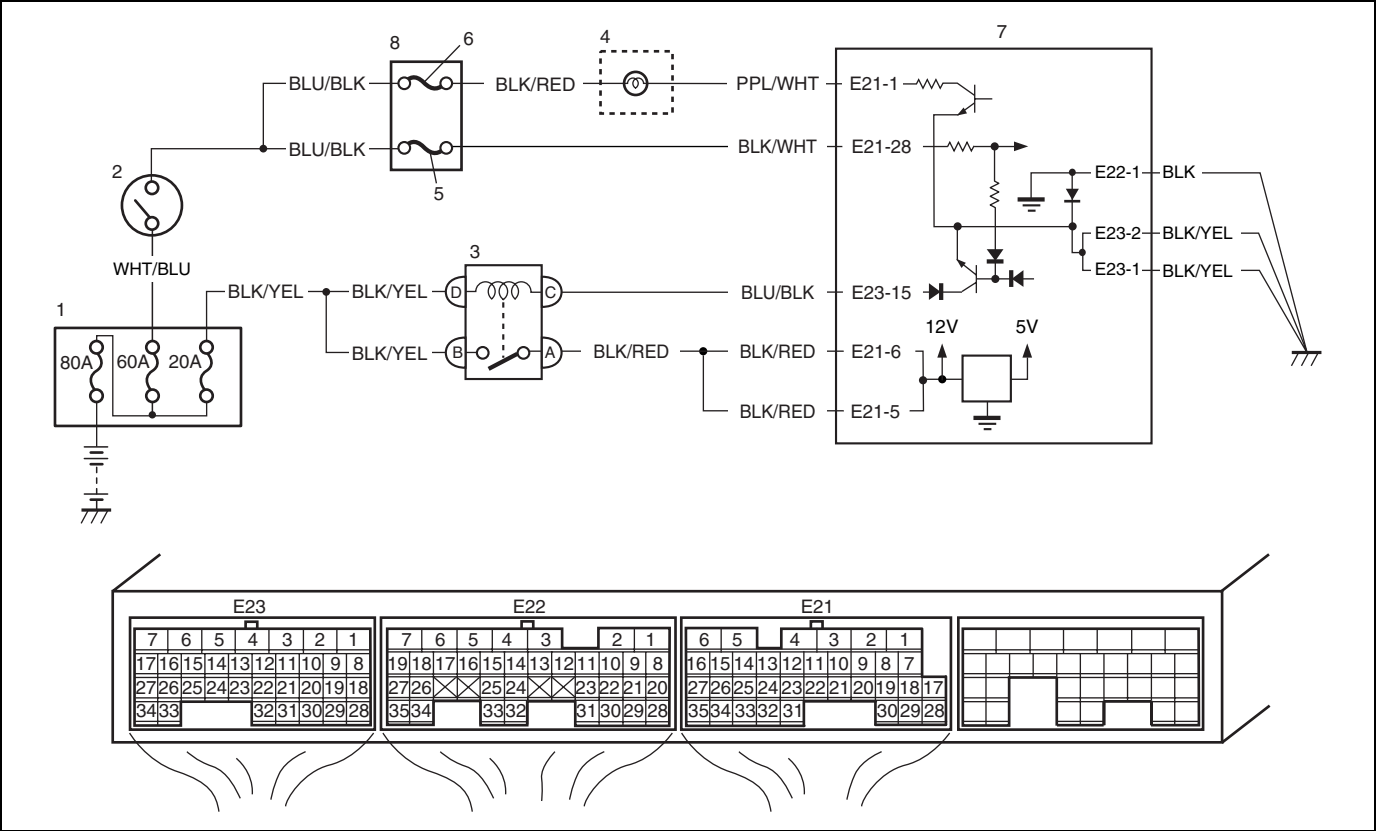 7
8 6 4
BLU/BLK BLK/RED PPL/WHT E21-1
BLU/BLK BLK/WHT E21-28
5
2
E22-1 BLK
E23-2 BLK/YEL
E23-1 BLK/YEL
WHT/BLU
3
BLK/YEL BLK/YEL D C BLU/BLK E23-15
1
12V 5V
80A 60A 20A
BLK/YEL B A BLK/RED BLK/RED E21-6
BLK/RED E21-5
E23 E22 E21
7 6 5 4 3 2 1 7 6 5 4 3 2 1 6 5 4 3 2 1
17 16 15 14 13 12 11 10 9 8 19 18 17 16 15 14 13 12 11 10 9 8 16 15 14 13 12 11 10 9 8 7
27 26 25 24 23 22 21 20 19 18 27 26 25 24 23 22 21 20 27 26 25 24 23 22 21 20 19 18 17
34 33 32 31 30 29 28 35 34 33 32 31 30 29 28 35 34 33 32 31 30 29 28